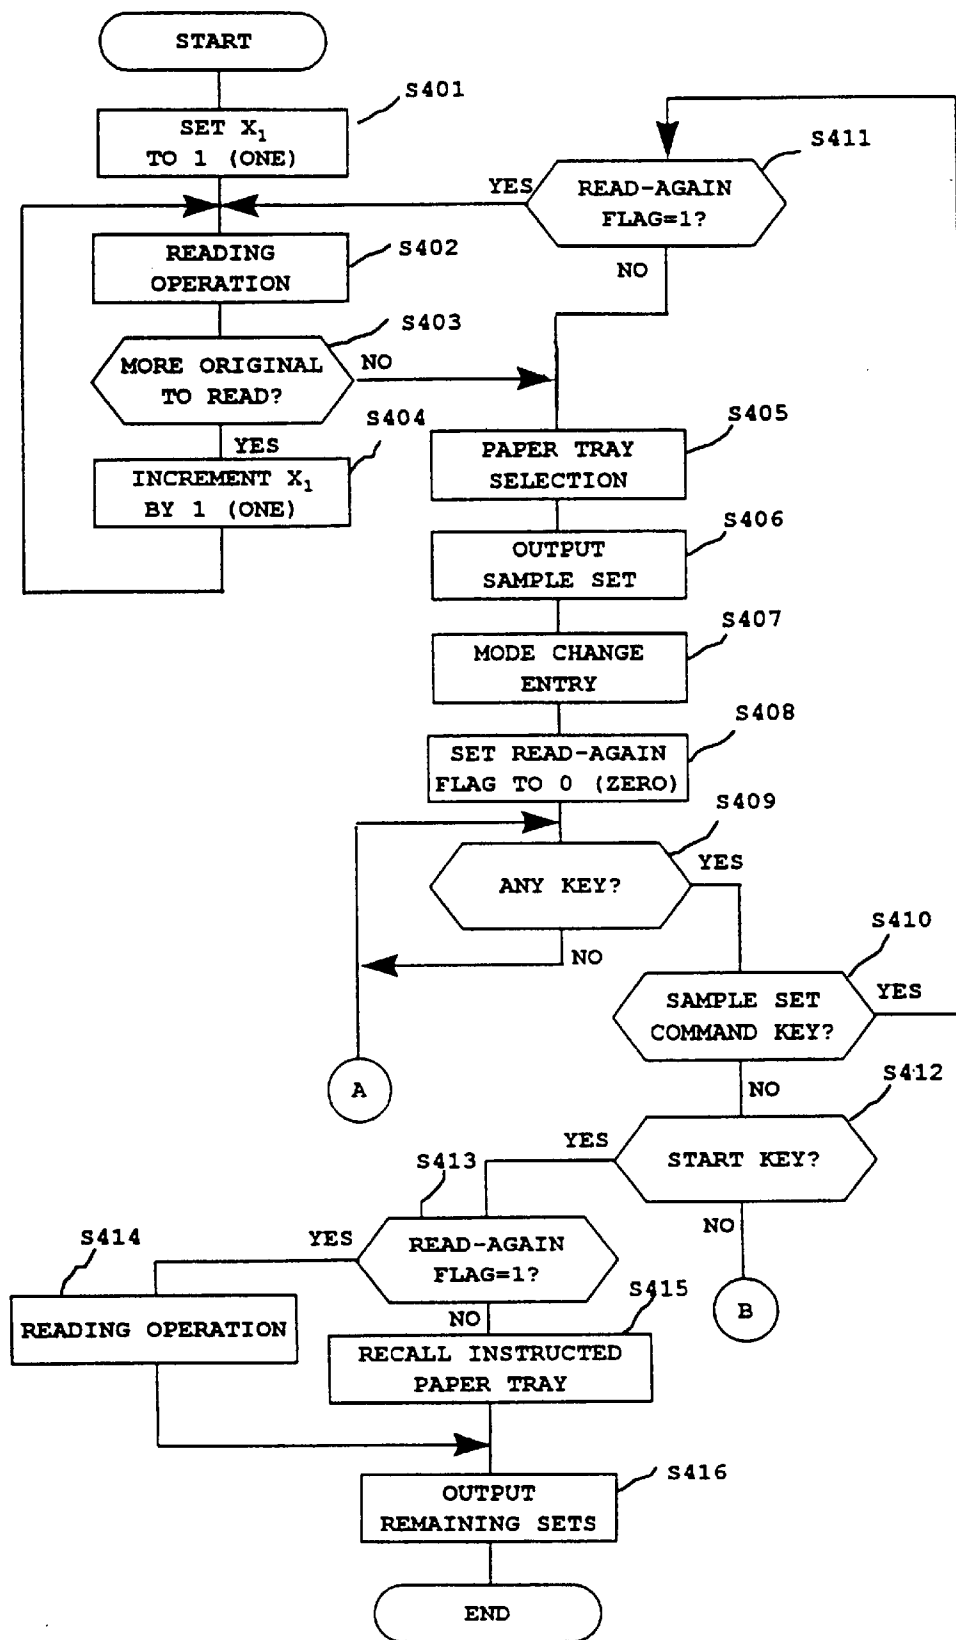 START
S401
SET X1
TO 1 (ONE)
S411
READ-AGAIN
FLAG=1?
YES
NO
READING
OPERATION
S402
S403
MORE ORIGINAL
TO READ?
NO
YES
S404
INCREMENT X1
BY 1 (ONE)
S405
PAPER TRAY
SELECTION
S406
OUTPUT
SAMPLE SET
S407
MODE CHANGE
ENTRY
S408
SET READ-AGAIN
FLAG TO 0 (ZERO)
S409
ANY KEY?
YES
NO
S410
SAMPLE SET
COMMAND KEY?
YES
NO
A
S412
START KEY?
YES
NO
B
S413
READ-AGAIN
FLAG=1?
YES
NO
S414
READING OPERATION
S415
RECALL INSTRUCTED
PAPER TRAY
S416
OUTPUT
REMAINING SETS
END